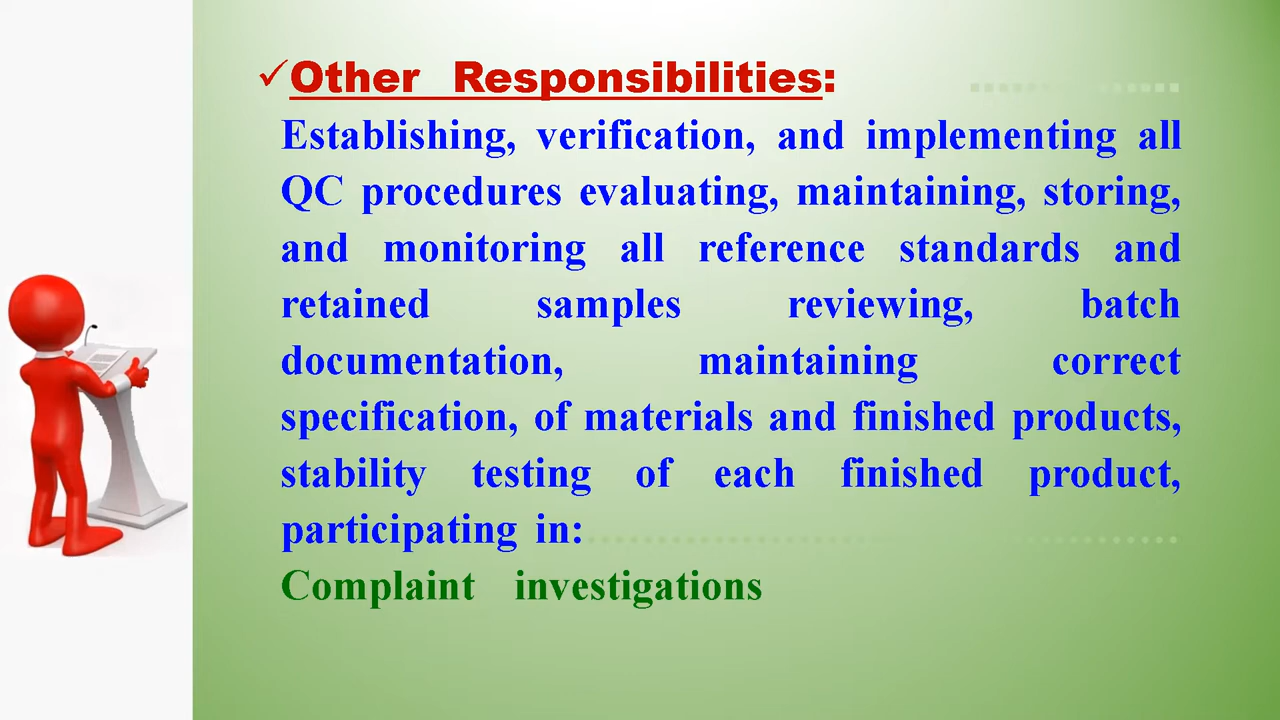 ✓Other Responsibilities:
Establishing, verification, and implementing all
QC procedures evaluating, maintaining, storing,
and monitoring all reference standards and
retained samples reviewing, batch
documentation, maintaining correct
specification, of materials and finished products,
stability testing of each finished product,
participating in:
Complaint investigations